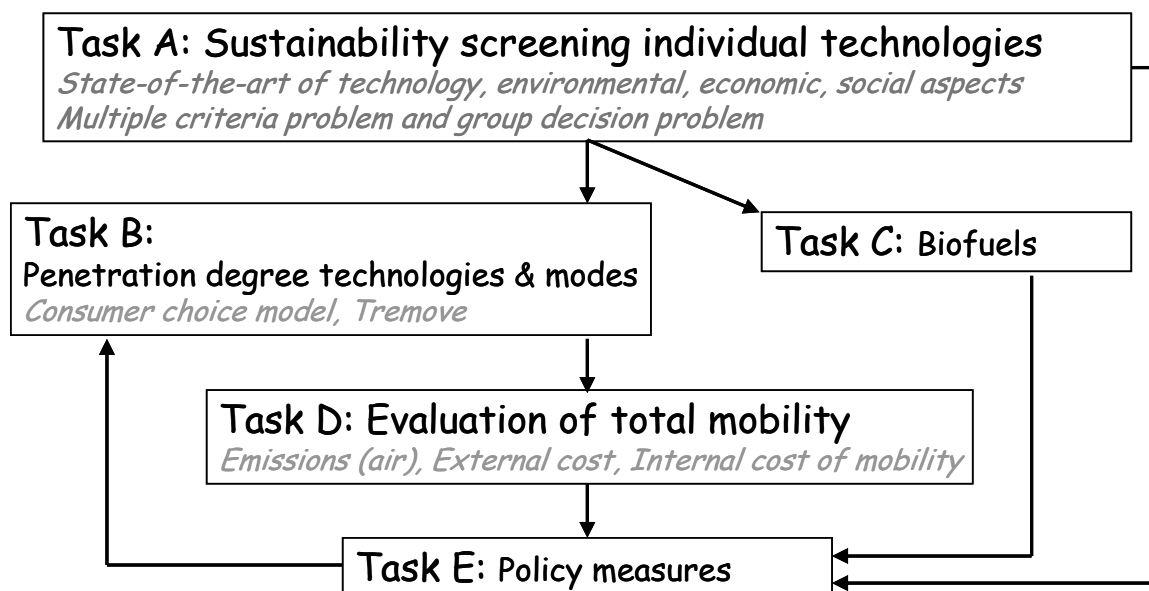 Task A: Sustainability screening individual technologies
State-of-the-art of technology, environmental, economic, social aspects
Multiple criteria problem and group decision problem
Task B:
Penetration degree technologies & modes
Consumer choice model, Tremove
Task C: Biofuels
Task D: Evaluation of total mobility
Emissions (air), External cost, Internal cost of mobility
Task E: Policy measures